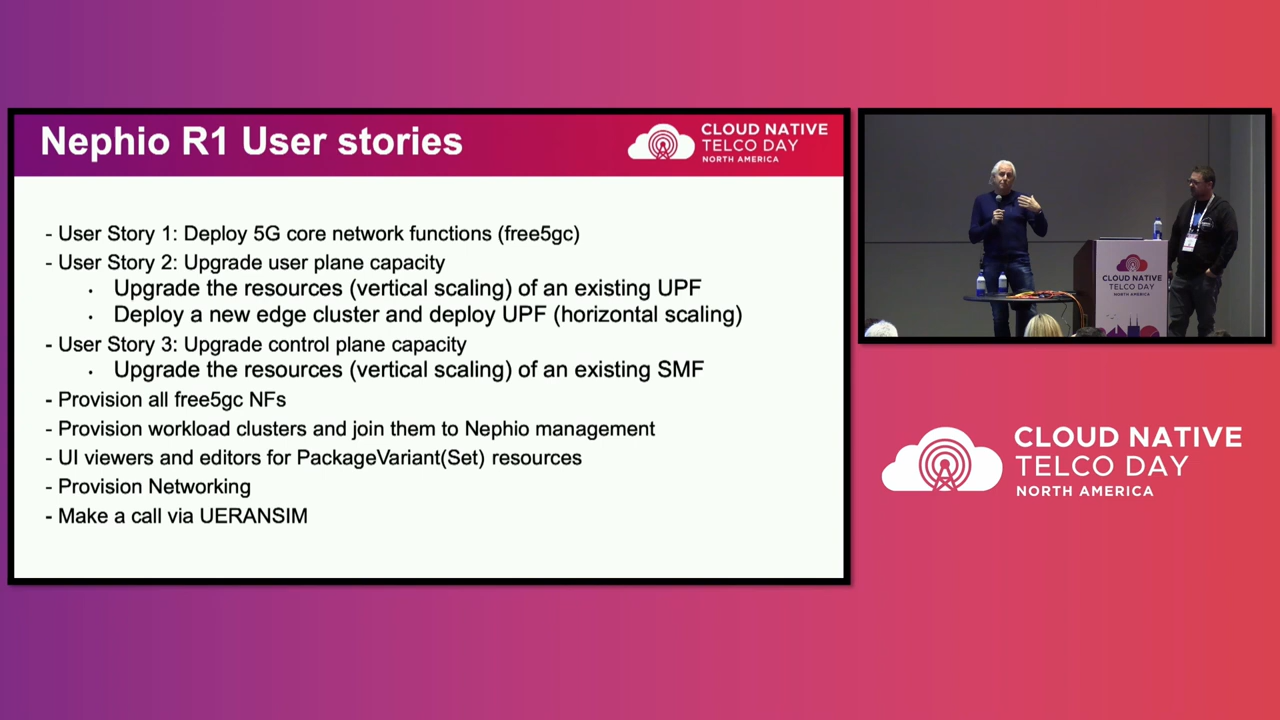 Nephio R1 User stories
CLOUD NATIVE
TELCO DAY
NORTH AMERICA
- User Story 1: Deploy 5G core network functions (free5gc)
- User Story 2: Upgrade user plane capacity
· Upgrade the resources (vertical scaling) of an existing UPF
· Deploy a new edge cluster and deploy UPF (horizontal scaling)
- User Story 3: Upgrade control plane capacity
· Upgrade the resources (vertical scaling) of an existing SMF
- Provision all free5gc NFs
- Provision workload clusters and join them to Nephio management
- UI viewers and editors for PackageVariant(Set) resources
- Provision Networking
- Make a call via UERANSIM
CLOUD NATIVE
TELCO DAY
NORTH AMERICA
CLOUD NATIVE
TELCO DAY
NORTH AMERICA